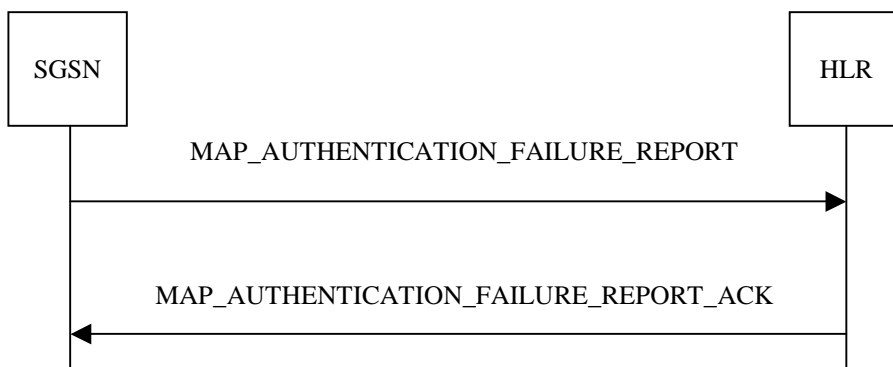 SGSN
HLR
MAP_AUTHENTICATION_FAILURE_REPORT
MAP_AUTHENTICATION_FAILURE_REPORT_ACK